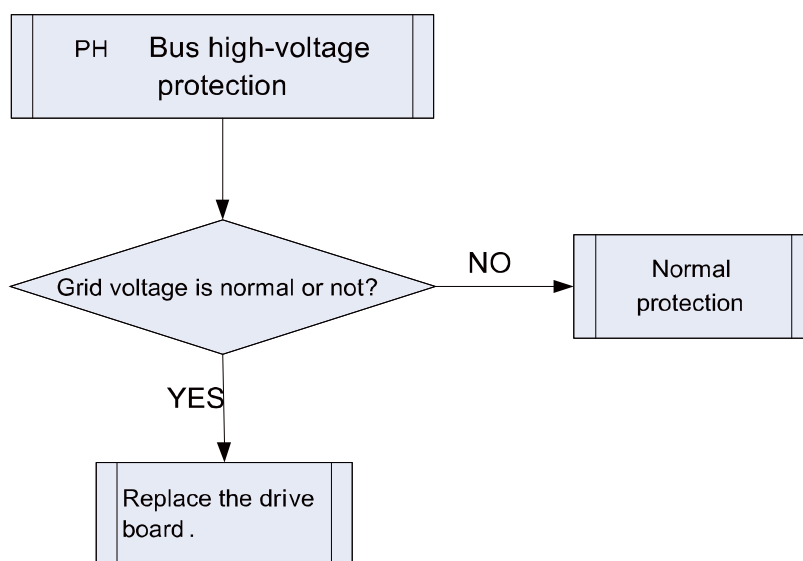 PH Bus high-voltage
protection
Grid voltage is normal or not?
NO
Normal
protection
YES
Replace the drive
board .